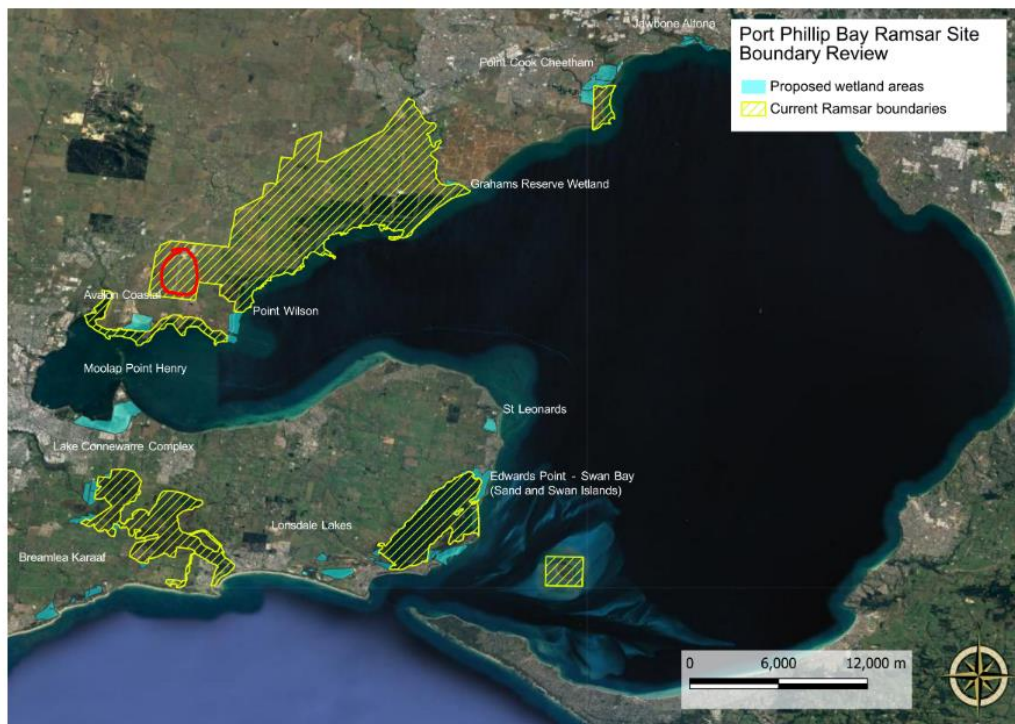 Jawbone Altona
Port Phillip Bay Ramsar Site
Boundary Review
Proposed wetland areas
Current Ramsar boundaries
Point Cook Cheetham
Grahams Reserve Wetland
Avalon Coastal
Point Wilson
Moolap Point Henry
St Leonards
Lake Connewarre Complex
Edwards Point - Swan Bay
(Sand and Swan Islands)
Lonsdale Lakes
Breamlea Karaaf
0 6,000 12,000 m